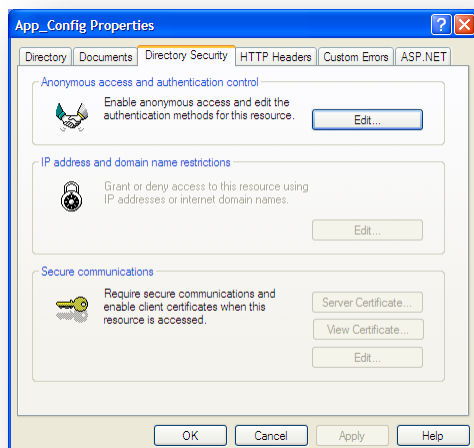 App_Config Properties
Directory Documents Directory Security HTTP Headers Custom Errors ASP.NET
Anonymous access and authentication control
Enable anonymous access and edit the
authentication methods for this resource.
Edit...
IP address and domain name restrictions
Grant or deny access to this resource using
IP addresses or internet domain names.
Edit...
Secure communications
Require secure communications and
enable client certificates when this
resource is accessed.
Server Certificate...
View Certificate...
Edit...
OK Cancel Apply Help